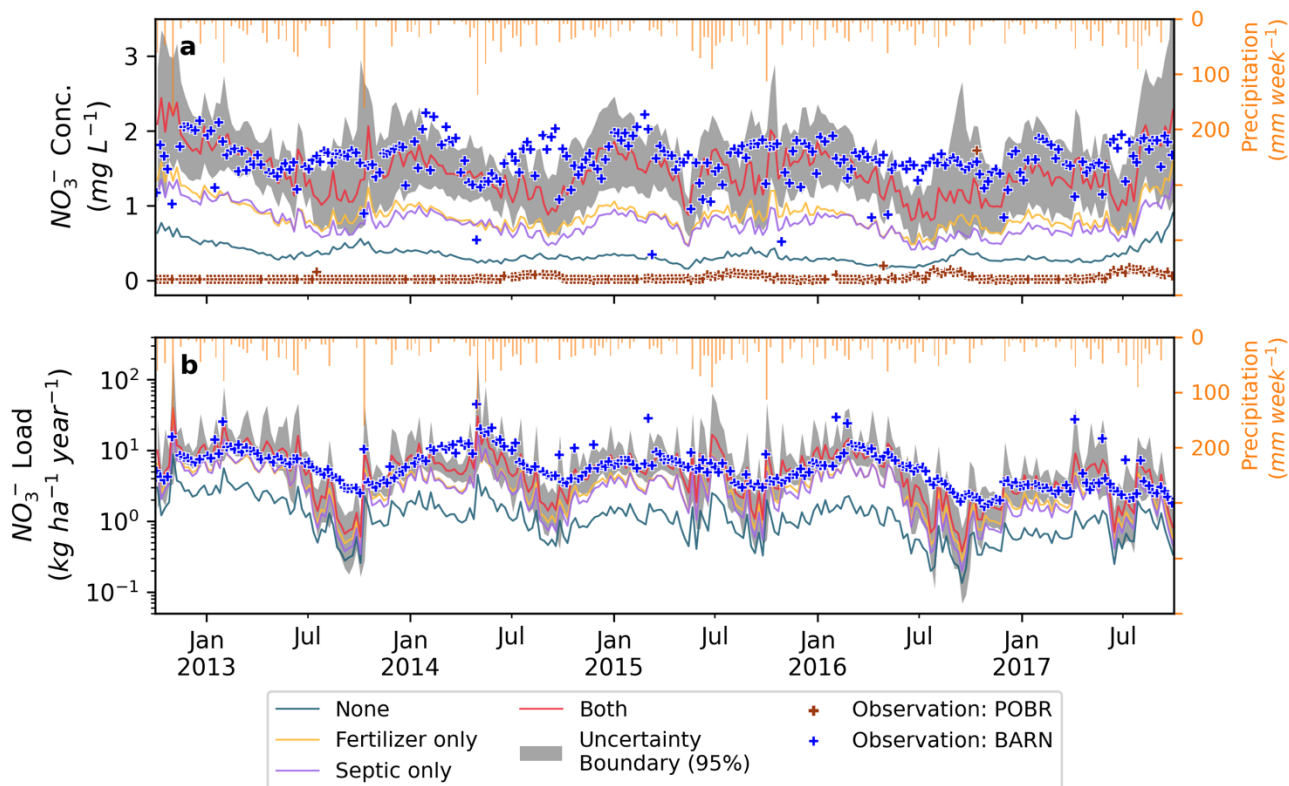 a
3
2
1
0
NO₃⁻ Conc.
(mg L⁻¹)
0
100
200
Precipitation
(mm week⁻¹)
b
10²
10¹
10⁰
10⁻¹
NO₃⁻ Load
(kg ha⁻¹ year⁻¹)
0
100
200
Precipitation
(mm week⁻¹)
Jan Jul Jan Jul Jan Jul Jan Jul Jan Jul
2013 2014 2015 2016 2017
None Both Observation: POBR
Fertilizer only Uncertainty Observation: BARN
Septic only Boundary (95%)